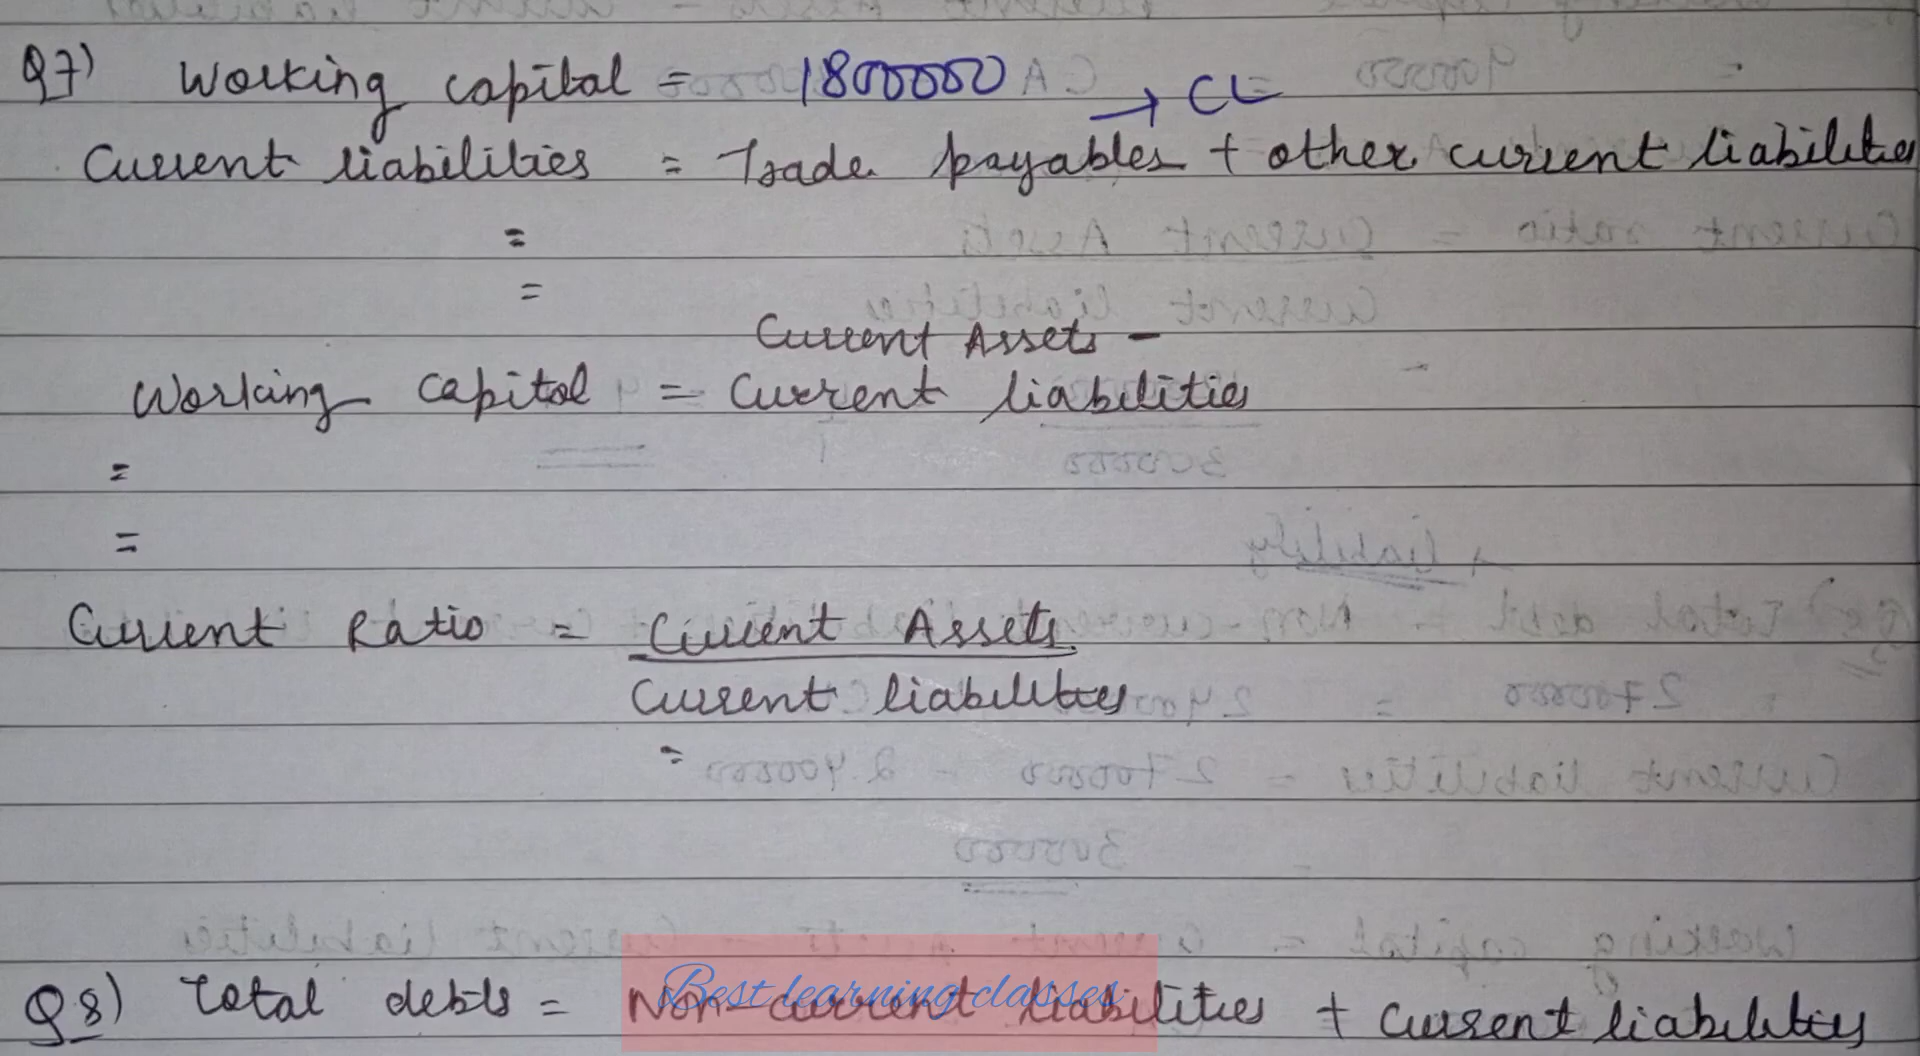 Q7) Working capital = 1800000
→ CL
Current liabilities = Trade payables + other current liabilities
=
=
Current Assets -
Working capital = Current liabilities
=
=
Current Ratio = Current Assets
Current liabilities
=
Q8) Total debts = Non-current liabilities + current liabilities
Best learning classes